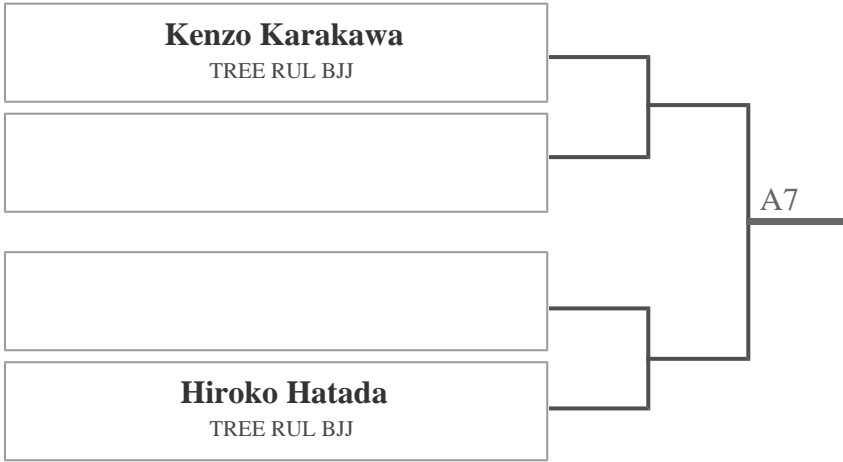 Kenzo Karakawa
TREE RUL BJJ
A7
Hiroko Hatada
TREE RUL BJJ